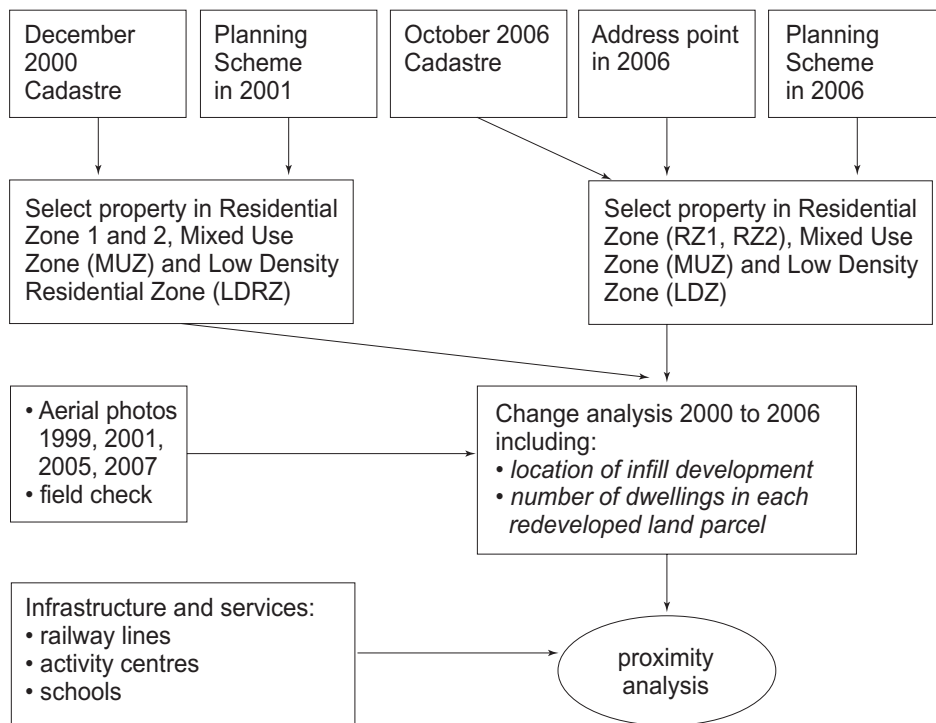 December
2000
Cadastre
Planning
Scheme
in 2001
October 2006
Cadastre
Address point
in 2006
Planning
Scheme
in 2006
Select property in Residential
Zone 1 and 2, Mixed Use
Zone (MUZ) and Low Density
Residential Zone (LDRZ)
Select property in Residential
Zone (RZ1, RZ2), Mixed Use
Zone (MUZ) and Low Density
Zone (LDZ)
• Aerial photos
1999, 2001,
2005, 2007
• field check
Change analysis 2000 to 2006
including:
• location of infill development
• number of dwellings in each
redeveloped land parcel
Infrastructure and services:
• railway lines
• activity centres
• schools
proximity
analysis